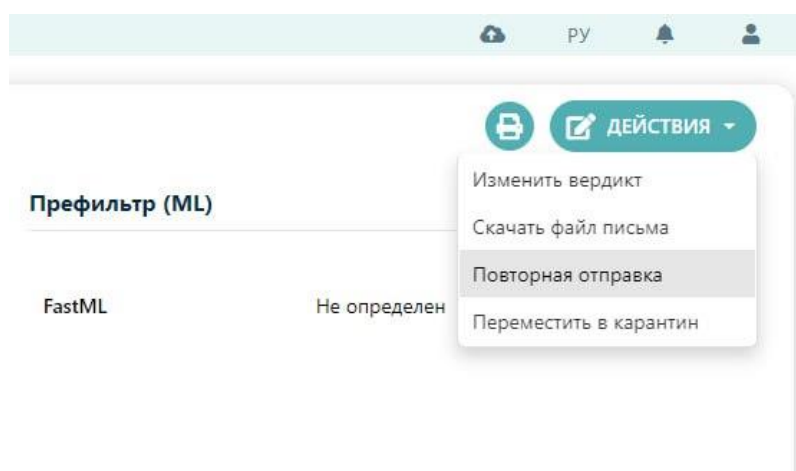 РУ
ДЕЙСТВИЯ
Изменить вердикт
Префильтр (ML)
Скачать файл письма
Повторная отправка
FastML Не определен
Переместить в карантин